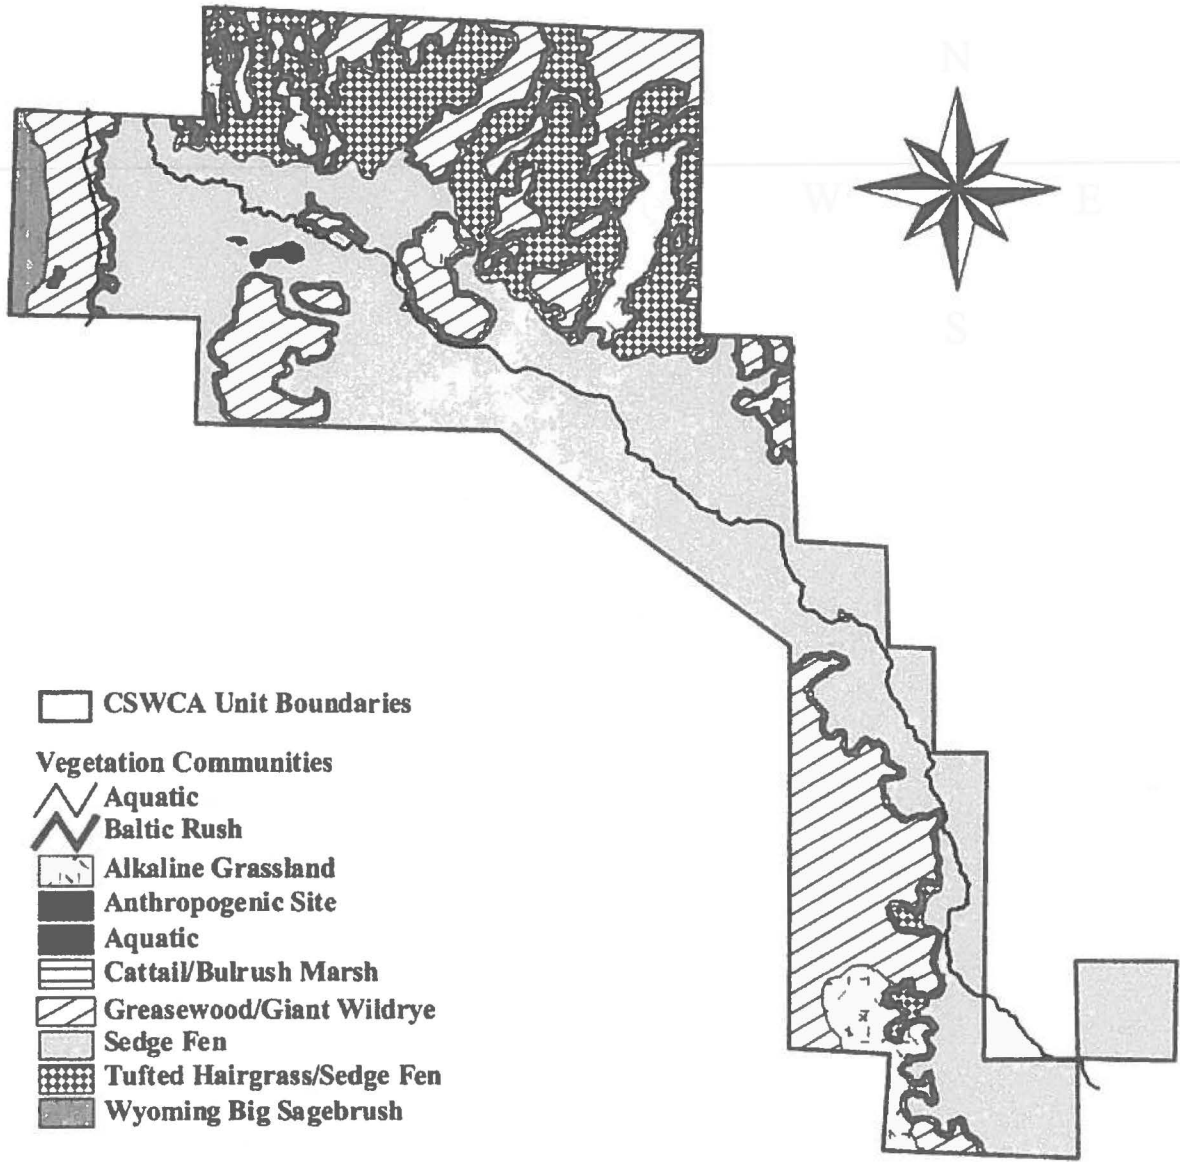 N
W
E
S
CSWCA Unit Boundaries
Vegetation Communities
Aquatic
Baltic Rush
Alkaline Grassland
Anthropogenic Site
Aquatic
Cattail/Bulrush Marsh
Greasewood/Giant Wildrye
Sedge Fen
Tufted Hairgrass/Sedge Fen
Wyoming Big Sagebrush